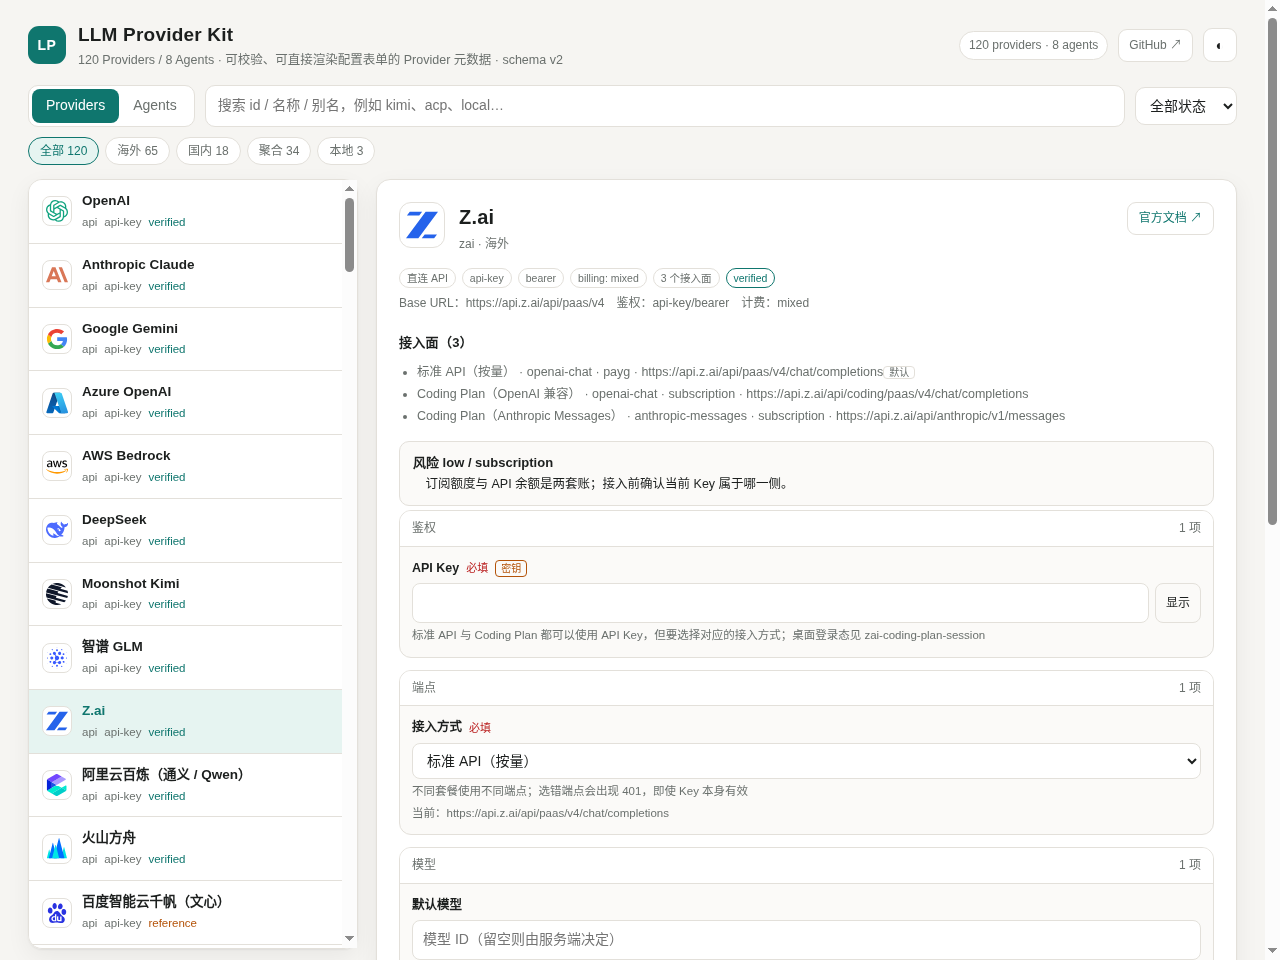 LP
LLM Provider Kit
120 Providers / 8 Agents · 可校验、可直接渲染配置表单的 Provider 元数据 · schema v2
120 providers · 8 agents
GitHub ↗
Providers
Agents
搜索 id / 名称 / 别名，例如 kimi、acp、local…
全部状态
全部 120
海外 65
国内 18
聚合 34
本地 3
OpenAI
api api-key verified
Anthropic Claude
api api-key verified
Google Gemini
api api-key verified
Azure OpenAI
api api-key verified
aws
AWS Bedrock
api api-key verified
DeepSeek
api api-key verified
Moonshot Kimi
api api-key verified
智谱 GLM
api api-key verified
Z.ai
api api-key verified
阿里云百炼（通义 / Qwen）
api api-key verified
火山方舟
api api-key verified
du
百度智能云千帆（文心）
api api-key reference
Z.ai
zai · 海外
官方文档 ↗
直连 API
api-key
bearer
billing: mixed
3 个接入面
verified
Base URL：https://api.z.ai/api/paas/v4 鉴权：api-key/bearer 计费：mixed
接入面（3）
标准 API（按量） · openai-chat · payg · https://api.z.ai/api/paas/v4/chat/completions 默认
Coding Plan（OpenAI 兼容） · openai-chat · subscription · https://api.z.ai/api/coding/paas/v4/chat/completions
Coding Plan（Anthropic Messages） · anthropic-messages · subscription · https://api.z.ai/api/anthropic/v1/messages
风险 low / subscription
订阅额度与 API 余额是两套账；接入前确认当前 Key 属于哪一侧。
鉴权
1 项
API Key 必填 密钥
显示
标准 API 与 Coding Plan 都可以使用 API Key，但要选择对应的接入方式；桌面登录态见 zai-coding-plan-session
端点
1 项
接入方式 必填
标准 API（按量）
不同套餐使用不同端点；选错端点会出现 401，即使 Key 本身有效
当前：https://api.z.ai/api/paas/v4/chat/completions
模型
1 项
默认模型
模型 ID（留空则由服务端决定）